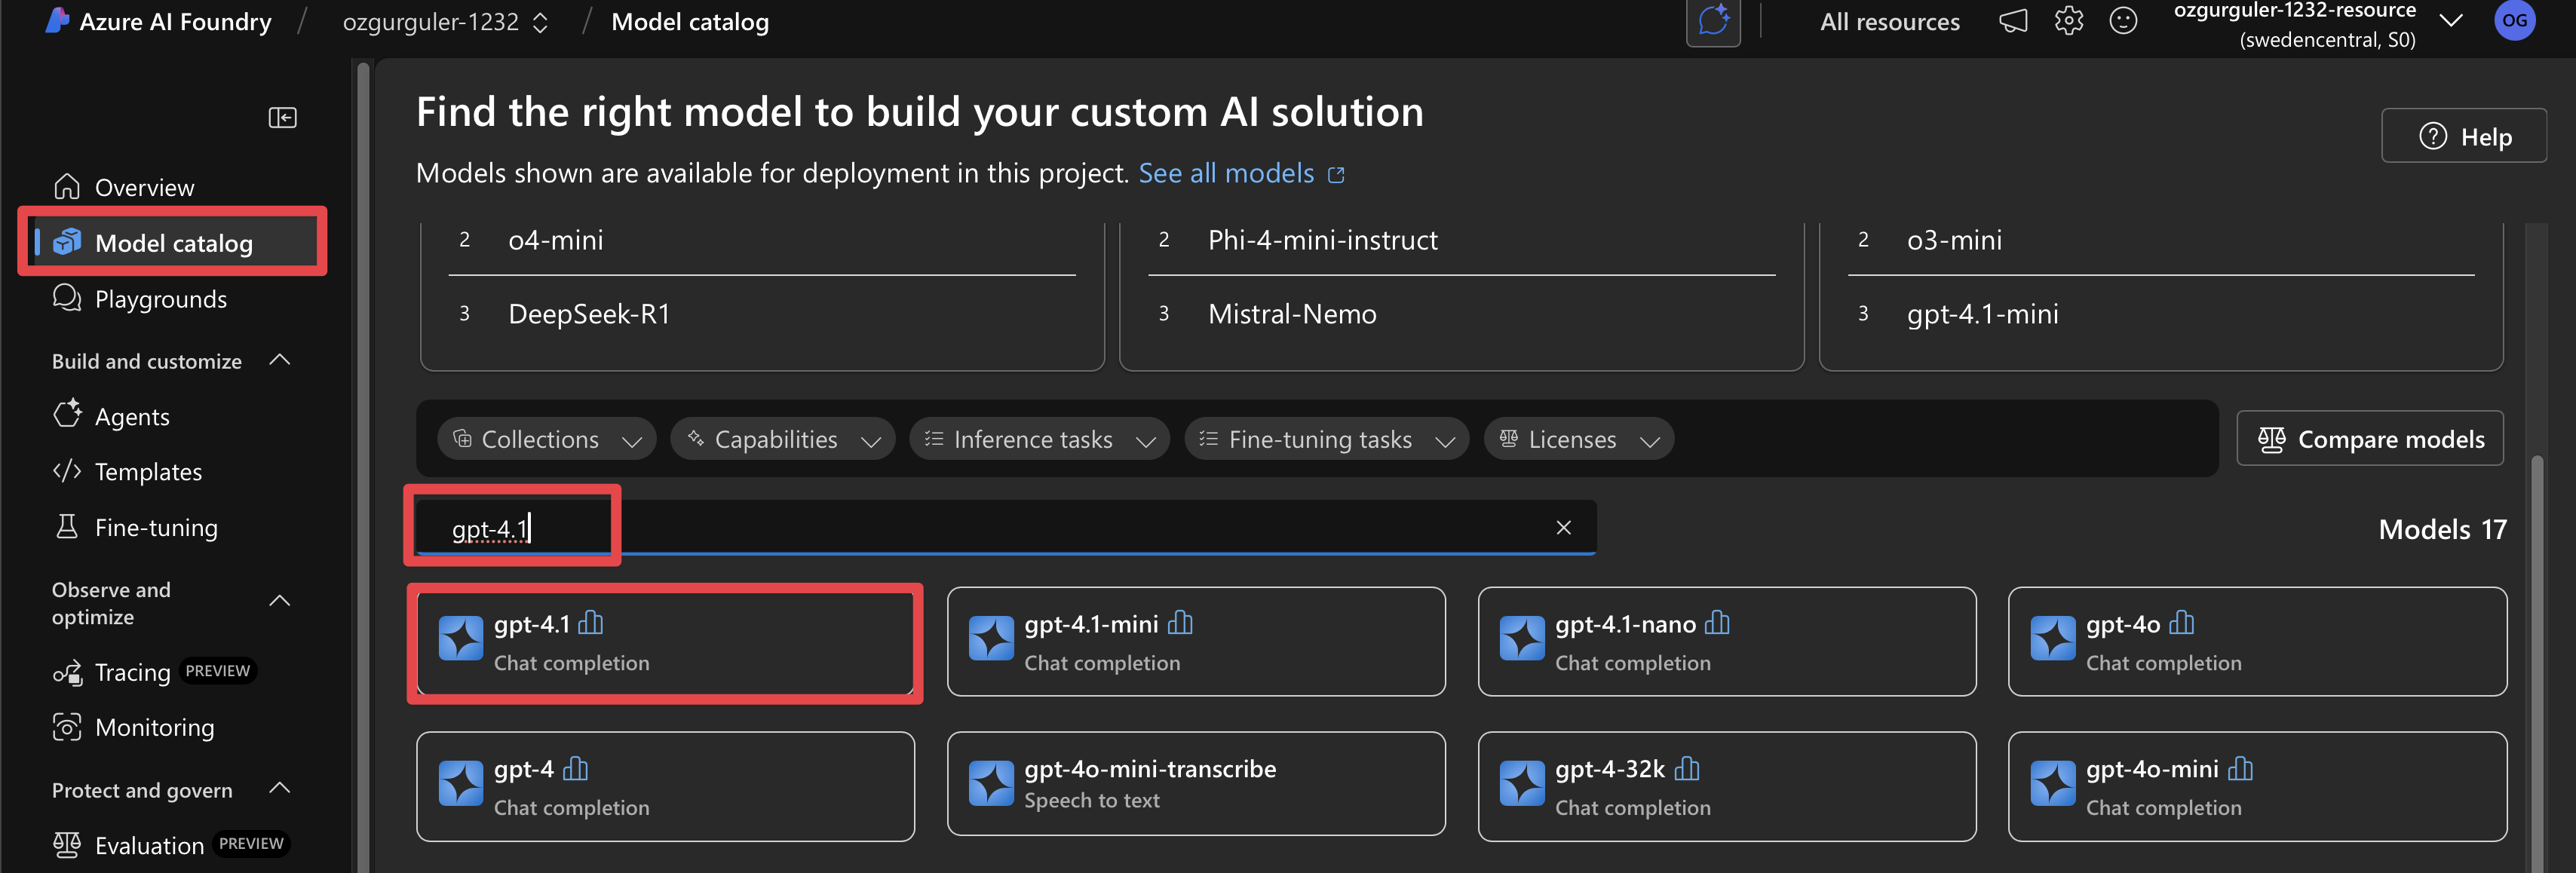 Azure AI Foundry / ozgurguler-1232 / Model catalog
All resources
ozgurguler-1232-resource
(swedencentral, S0)
OG
Overview
Model catalog
Playgrounds
Build and customize
Agents
Templates
Fine-tuning
Observe and
optimize
Tracing PREVIEW
Monitoring
Protect and govern
Evaluation PREVIEW
Find the right model to build your custom AI solution
Help
Models shown are available for deployment in this project. See all models
2 o4-mini
3 DeepSeek-R1
2 Phi-4-mini-instruct
3 Mistral-Nemo
2 o3-mini
3 gpt-4.1-mini
Collections Capabilities Inference tasks Fine-tuning tasks Licenses
Compare models
gpt-4.1
Models 17
gpt-4.1
Chat completion
gpt-4.1-mini
Chat completion
gpt-4.1-nano
Chat completion
gpt-4o
Chat completion
gpt-4
Chat completion
gpt-4o-mini-transcribe
Speech to text
gpt-4-32k
Chat completion
gpt-4o-mini
Chat completion